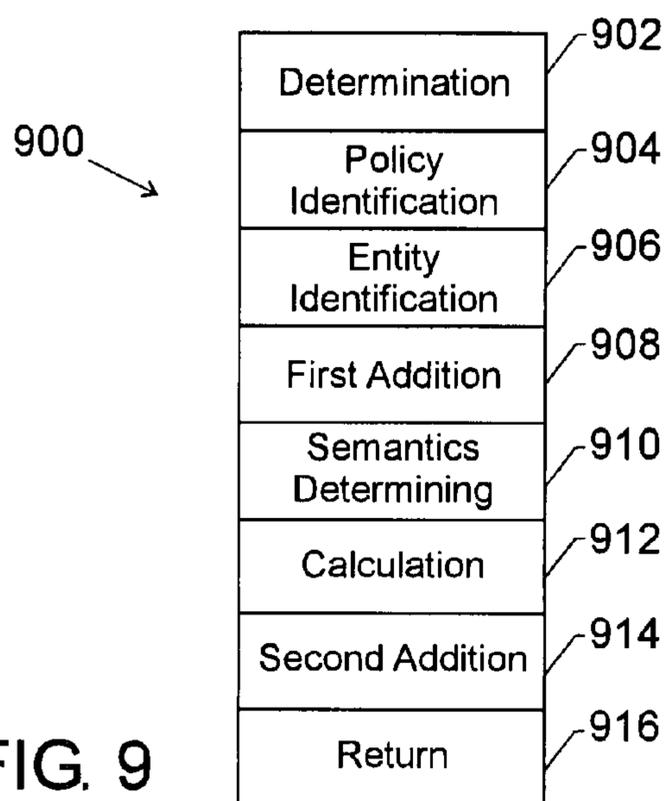 902
Determination
900
904
Policy
Identification
906
Entity
Identification
908
First Addition
910
Semantics
Determining
912
Calculation
914
Second Addition
916
Return
FIG. 9